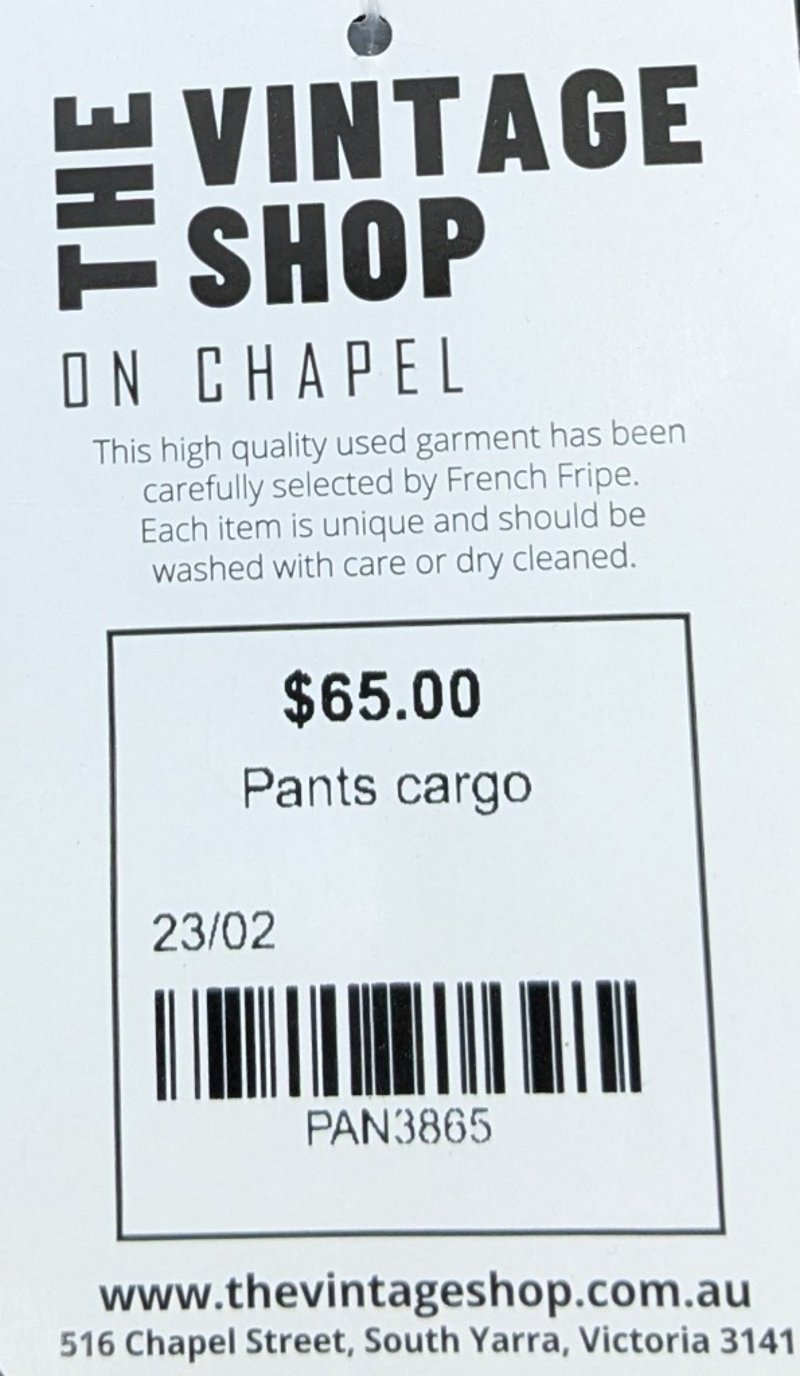 THE VINTAGE
SHOP
ON CHAPEL
This high quality used garment has been
carefully selected by French Fripe.
Each item is unique and should be
washed with care or dry cleaned.
$65.00
Pants cargo
23/02
PAN3865
www.thevintageshop.com.au
516 Chapel Street, South Yarra, Victoria 3141